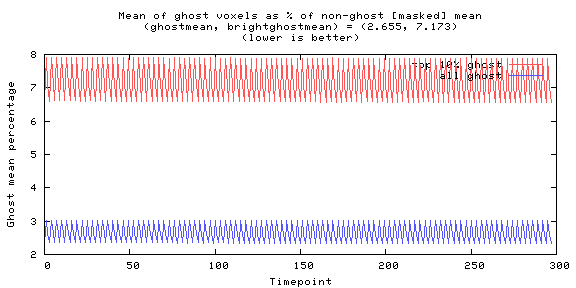 Mean of ghost voxels as % of non-ghost [masked] mean
(ghostmean, brightghostmean) = (2.655, 7.173)
(lower is better)
8
top 10% ghost
all ghost
7
6
5
4
3
2
Ghost mean percentage
0 50 100 150 200 250 300
Timepoint